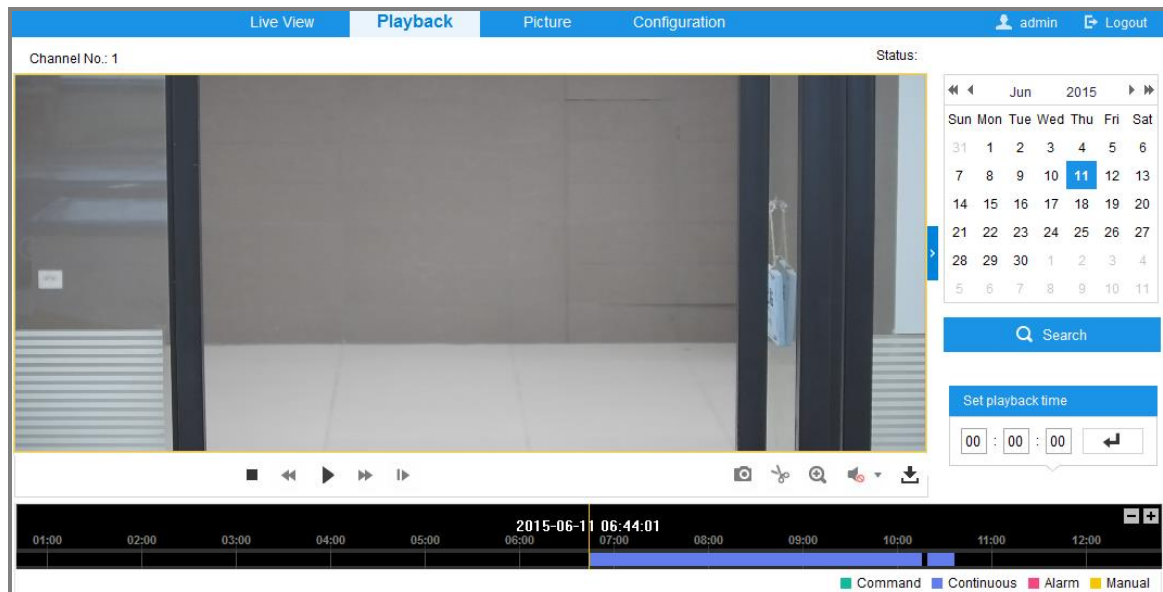 Live View Playback Picture Configuration admin Logout
Channel No.: 1 Status:
Jun 2015
Sun Mon Tue Wed Thu Fri Sat
31 1 2 3 4 5 6
7 8 9 10 11 12 13
14 15 16 17 18 19 20
21 22 23 24 25 26 27
28 29 30 1 2 3 4
5 6 7 8 9 10 11
Search
Set playback time
00 : 00 : 00
2015-06-11 06:44:01
01:00 02:00 03:00 04:00 05:00 06:00 07:00 08:00 09:00 10:00 11:00 12:00
Command Continuous Alarm Manual